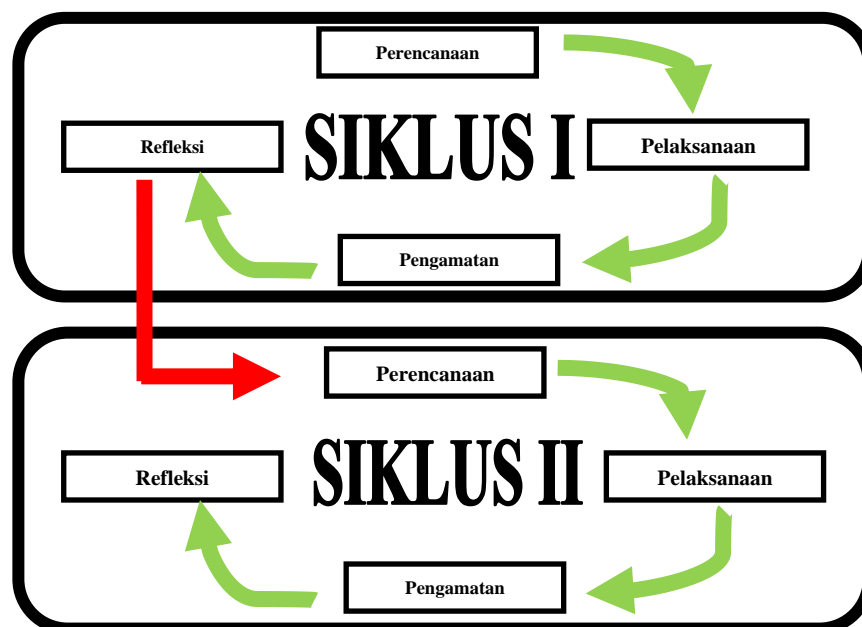 Perencanaan
Refleksi
SIKLUS I
Pelaksanaan
Pengamatan
Perencanaan
Refleksi
SIKLUS II
Pelaksanaan
Pengamatan